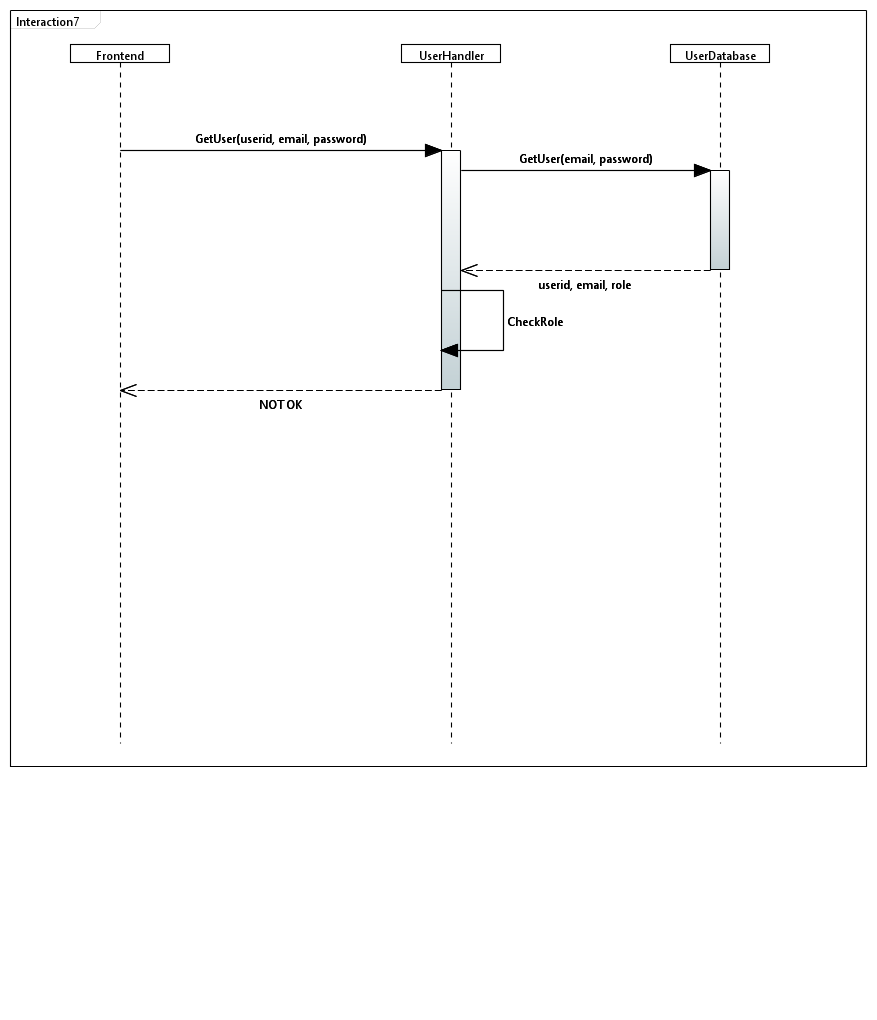 Interaction7
Frontend
UserHandler
UserDatabase
GetUser(userid, email, password)
GetUser(email, password)
userid, email, role
CheckRole
NOT OK